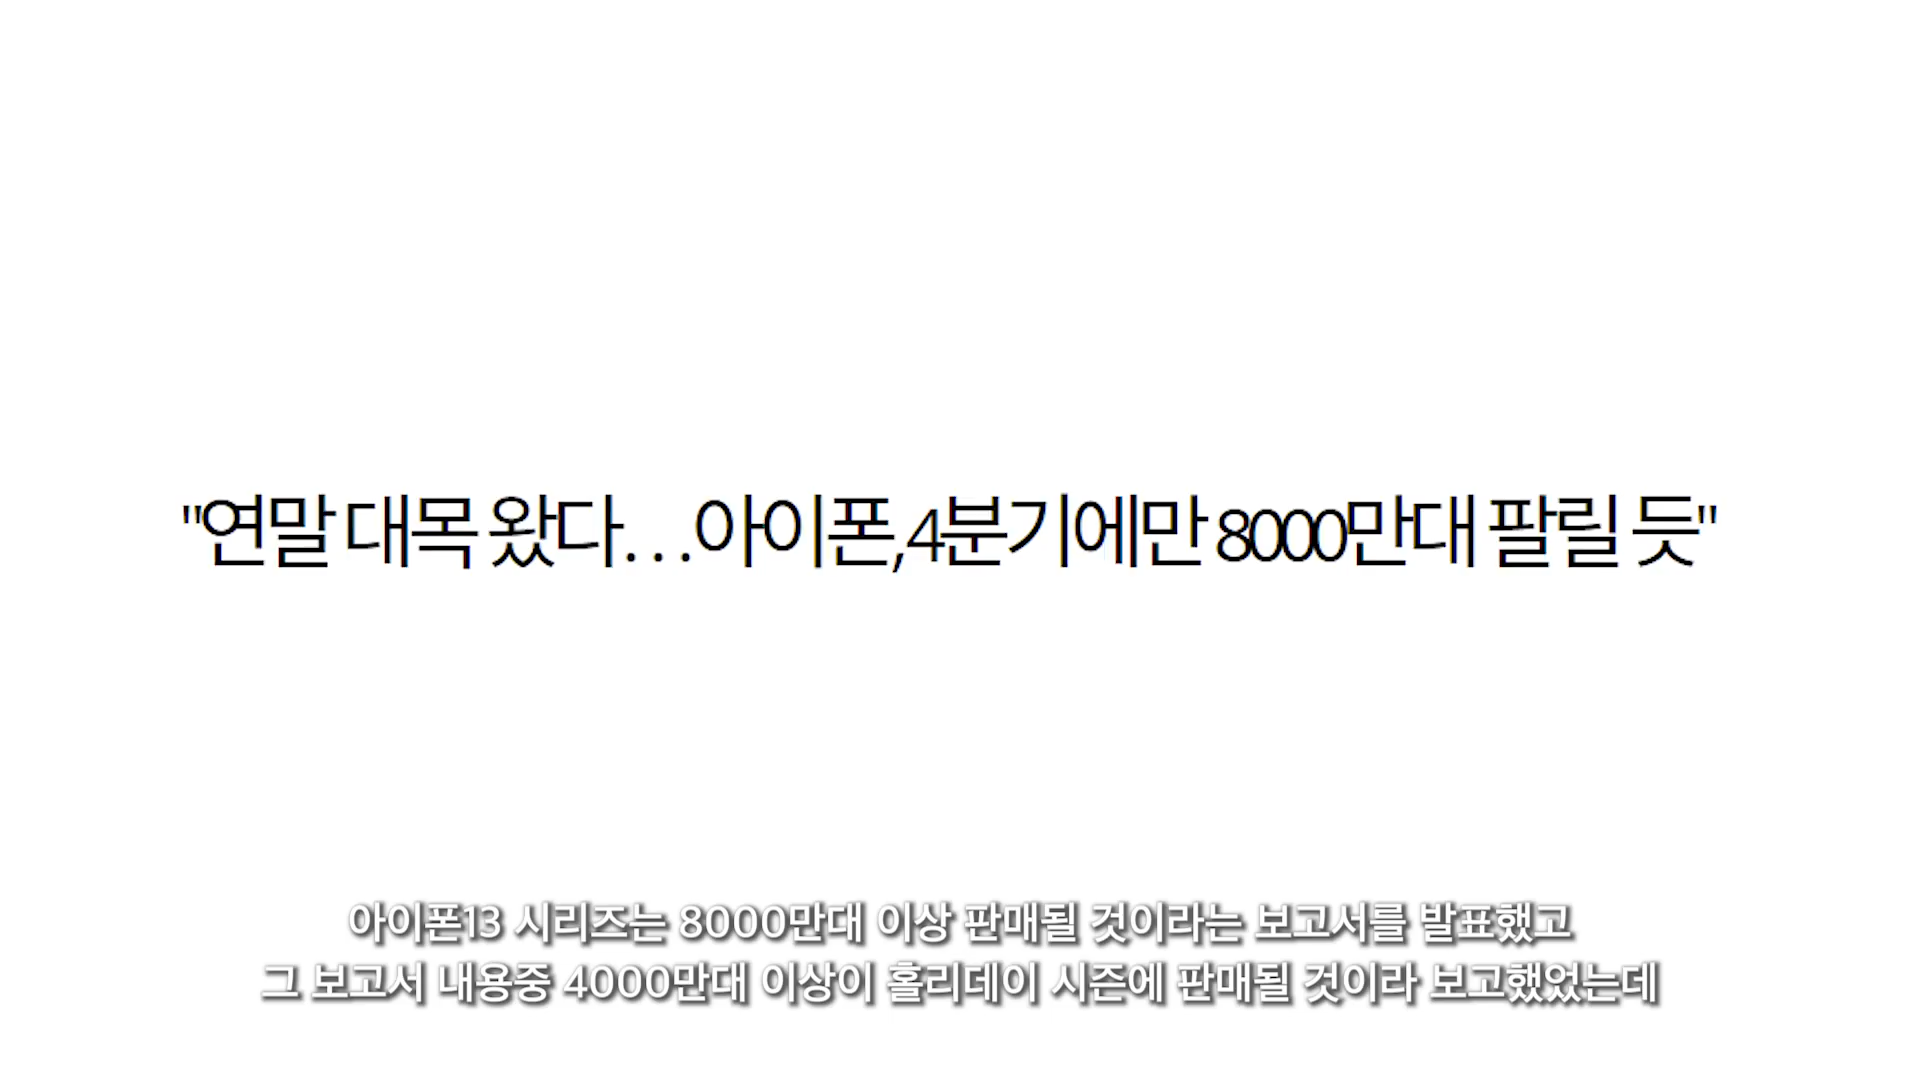 "연말 대목 왔다…아이폰, 4분기에만 8000만대 팔릴 듯"
아이폰13 시리즈는 8000만대 이상 판매될 것이라는 보고서를 발표했고
그 보고서 내용중 4000만대 이상이 홀리데이 시즌에 판매될 것이라 보고했었는데